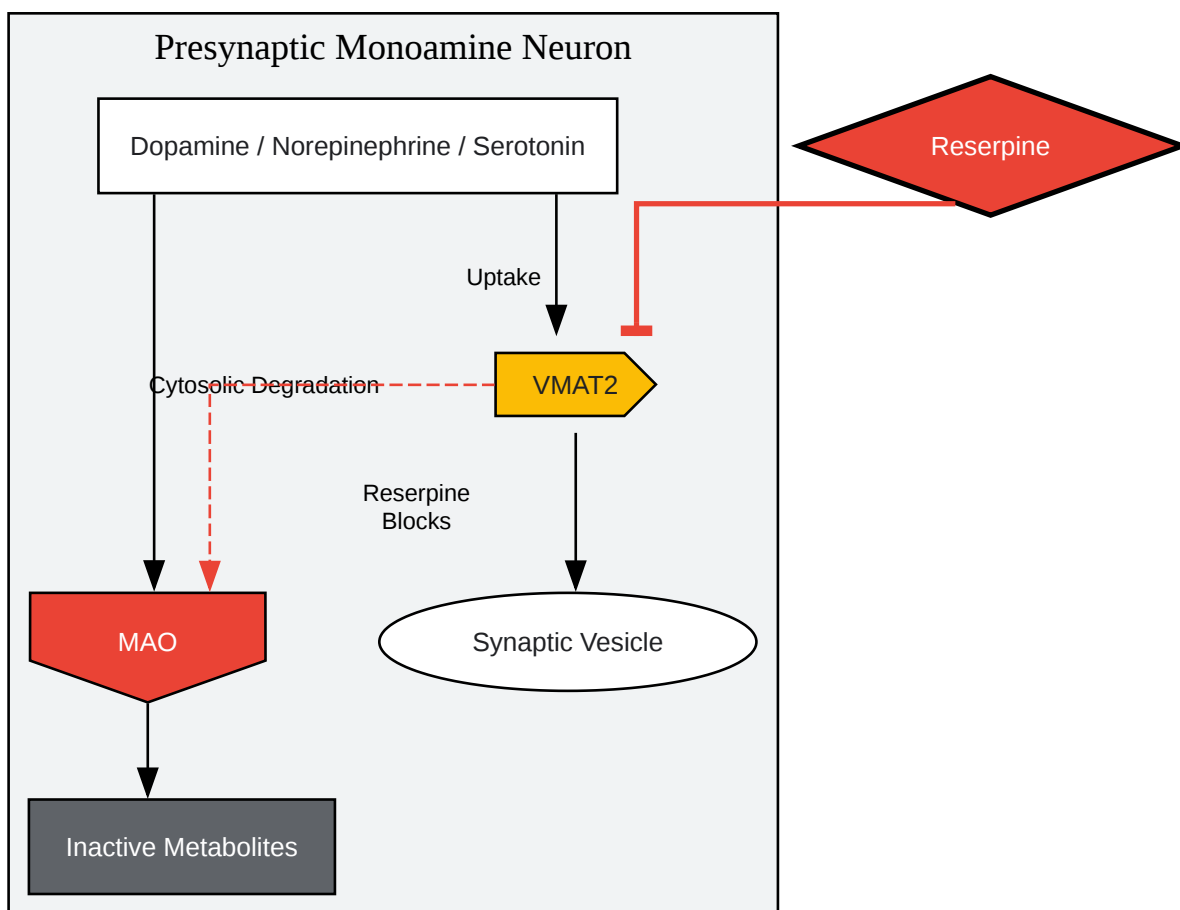 Presynaptic Monoamine Neuron
Dopamine / Norepinephrine / Serotonin
Reserpine
Uptake
Cytosolic Degradation
VMAT2
Reserpine
Blocks
MAO
Synaptic Vesicle
Inactive Metabolites